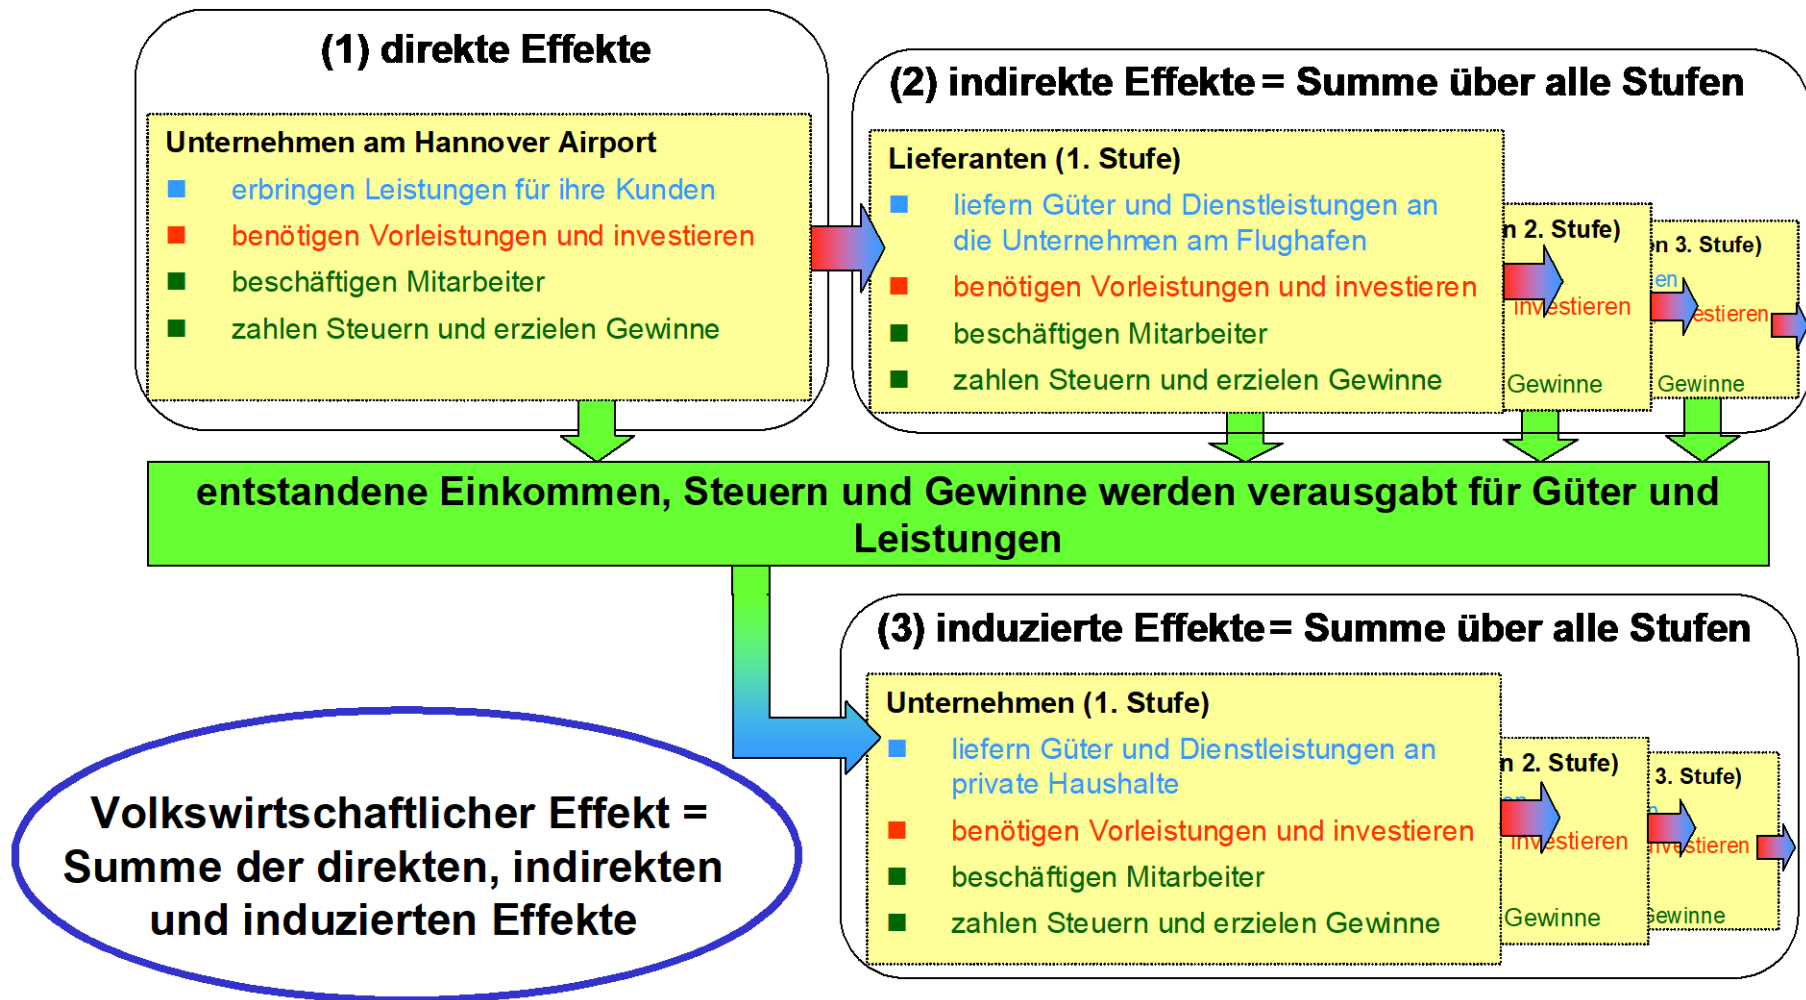 (1) direkte Effekte
Unternehmen am Hannover Airport
erbringen Leistungen für ihre Kunden
benötigen Vorleistungen und investieren
beschäftigen Mitarbeiter
zahlen Steuern und erzielen Gewinne
(2) indirekte Effekte = Summe über alle Stufen
Lieferanten (1. Stufe)
liefern Güter und Dienstleistungen an
die Unternehmen am Flughafen
benötigen Vorleistungen und investieren
beschäftigen Mitarbeiter
zahlen Steuern und erzielen Gewinne
n 2. Stufe)
investieren
Gewinne
n 3. Stufe)
en
estieren
Gewinne
entstandene Einkommen, Steuern und Gewinne werden verausgabt für Güter und
Leistungen
(3) induzierte Effekte = Summe über alle Stufen
Unternehmen (1. Stufe)
liefern Güter und Dienstleistungen an
private Haushalte
benötigen Vorleistungen und investieren
beschäftigen Mitarbeiter
zahlen Steuern und erzielen Gewinne
n 2. Stufe)
investieren
Gewinne
3. Stufe)
n
vestieren
Gewinne
Volkswirtschaftlicher Effekt =
Summe der direkten, indirekten
und induzierten Effekte